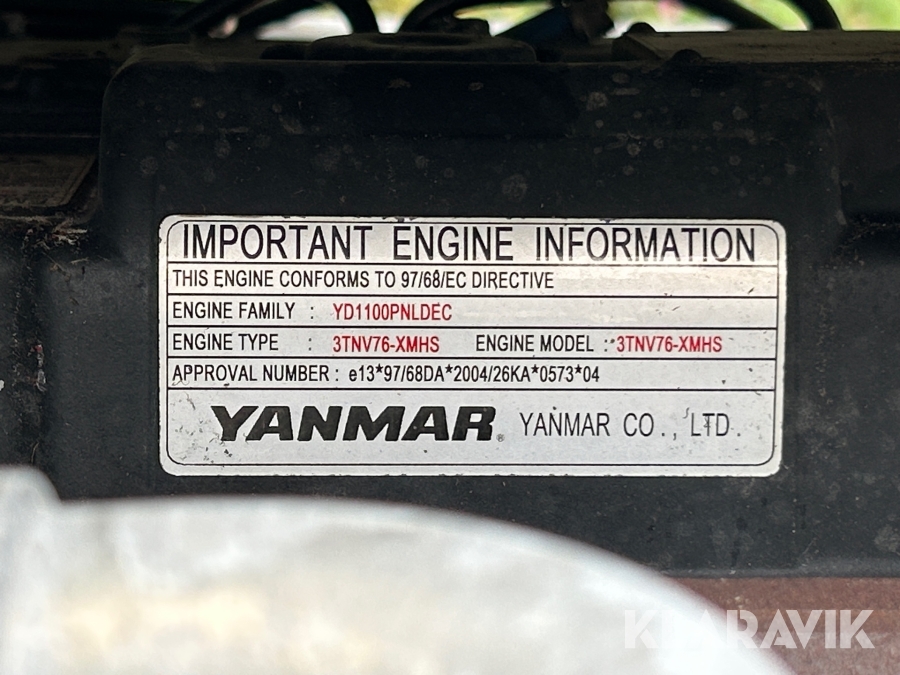 IMPORTANT ENGINE INFORMATION
THIS ENGINE CONFORMS TO 97/68/EC DIRECTIVE
ENGINE FAMILY : YD1100PNLDEC
ENGINE TYPE : 3TNV76-XMHS ENGINE MODEL : 3TNV76-XMHS
APPROVAL NUMBER : e13*97/68DA*2004/26KA*0573*04
YANMAR® YANMAR CO., LTD.
KLARAVIK